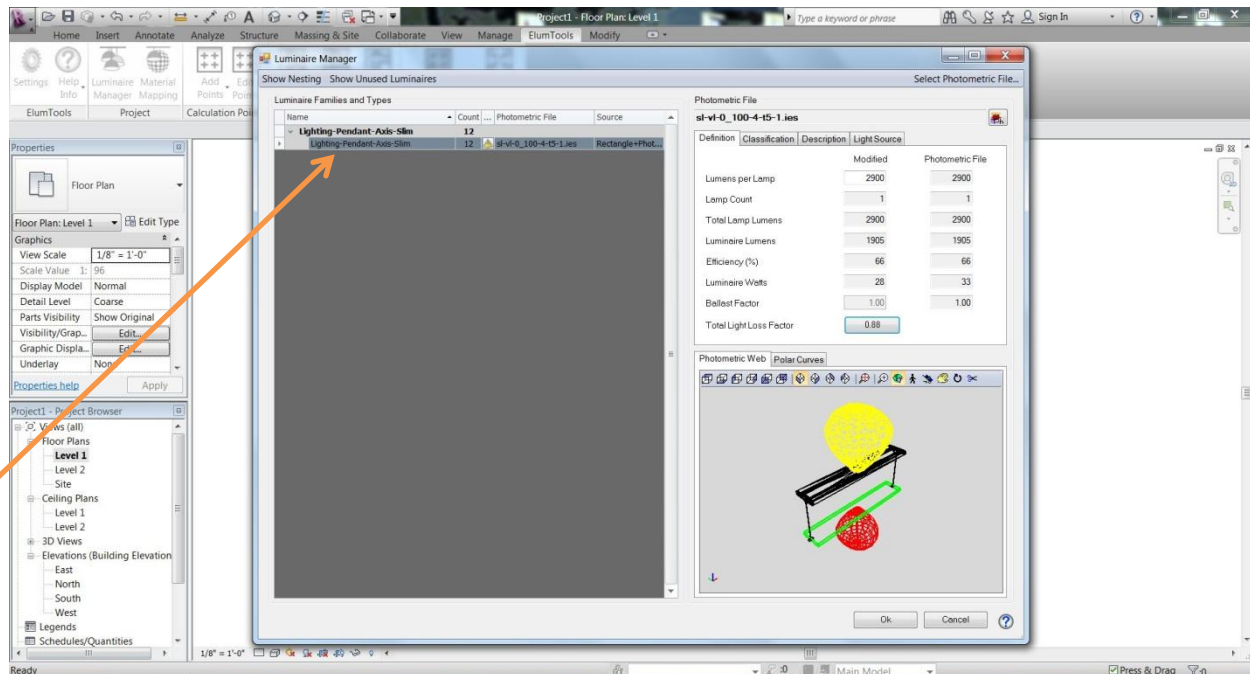 Project1 - Floor Plan: Level 1
Type a keyword or phrase
Sign In
Home Insert Annotate Analyze Structure Massing & Site Collaborate View Manage ElumTools Modify
Settings Help Info Luminaire Manager Material Mapping Add Points
ElumTools Project Calculation
Luminaire Manager
Show Nesting Show Unused Luminaires Select Photometric File...
Luminaire Families and Types
Name Count ... Photometric File Source
Lighting-Pendant-Axis-Slim 12
Lighting-Pendant-Axis-Slim 12 sl-vl-0_100-4-t5-1.ies Rectangle+Phot...
Photometric File
sl-vl-0_100-4-t5-1.ies
Definition Classification Description Light Source
Modified Photometric File
Lumens per Lamp 2900 2900
Lamp Count 1 1
Total Lamp Lumens 2900 2900
Luminaire Lumens 1905 1905
Efficiency (%) 66 66
Luminaire Watts 28 33
Ballast Factor 1.00 1.00
Total Light Loss Factor 0.88
Photometric Web Polar Curves
Ok Cancel
Properties
Floor Plan
Floor Plan: Level 1 Edit Type
Graphics
View Scale 1/8" = 1'-0"
Scale Value 1: 96
Display Model Normal
Detail Level Coarse
Parts Visibility Show Original
Visibility/Grap... Edit...
Graphic Displa...
Underlay
Properties help Apply
Project1 - Project Browser
Views (all)
Floor Plans
Level 1
Level 2
Site
Ceiling Plans
Level 1
Level 2
3D Views
Elevations (Building Elevation
East
North
South
West
Legends
Schedules/Quantities
1/8" = 1'-0"
Ready
:0
Main Model
Press & Drag